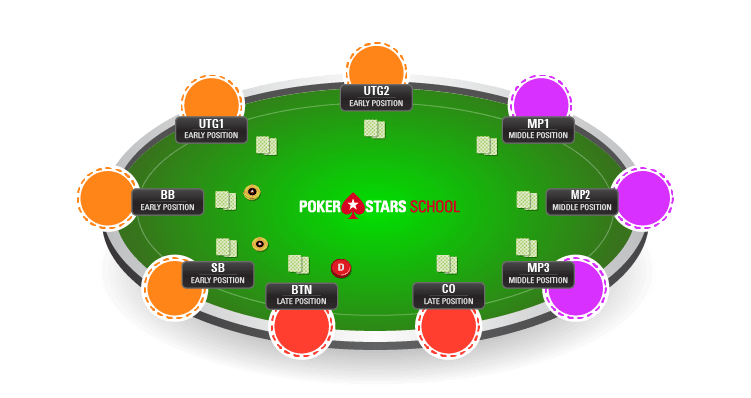 UTG2
EARLY POSITION
UTG1
EARLY POSITION
MP1
MIDDLE POSITION
BB
EARLY POSITION
MP2
MIDDLE POSITION
POKER STARS SCHOOL
SB
EARLY POSITION
D
MP3
MIDDLE POSITION
BTN
LATE POSITION
CO
LATE POSITION